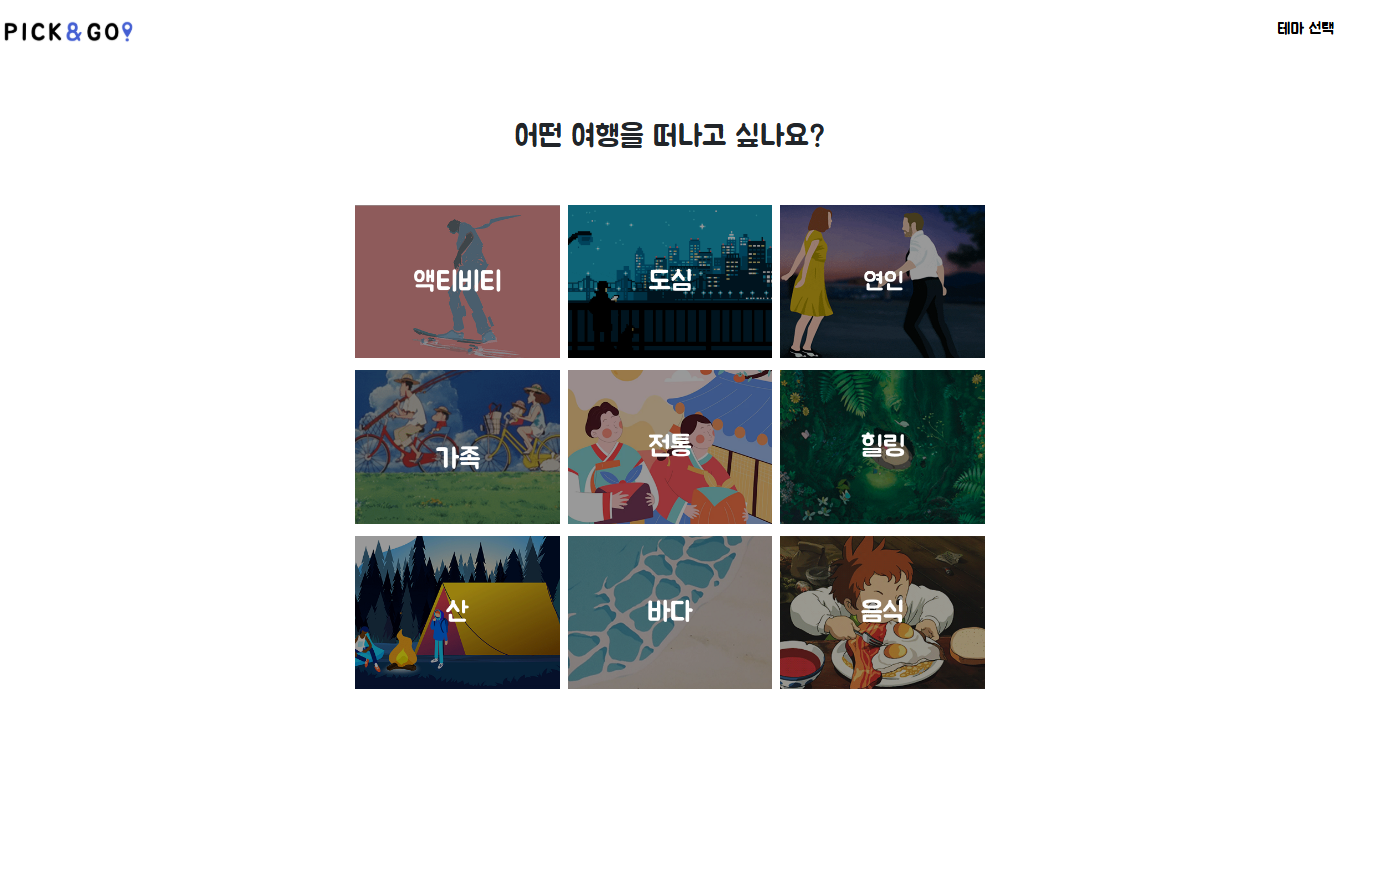 PICK&GO!
테마 선택
어떤 여행을 떠나고 싶나요?
액티비티
도심
연인
가족
전통
힐링
산
바다
음식